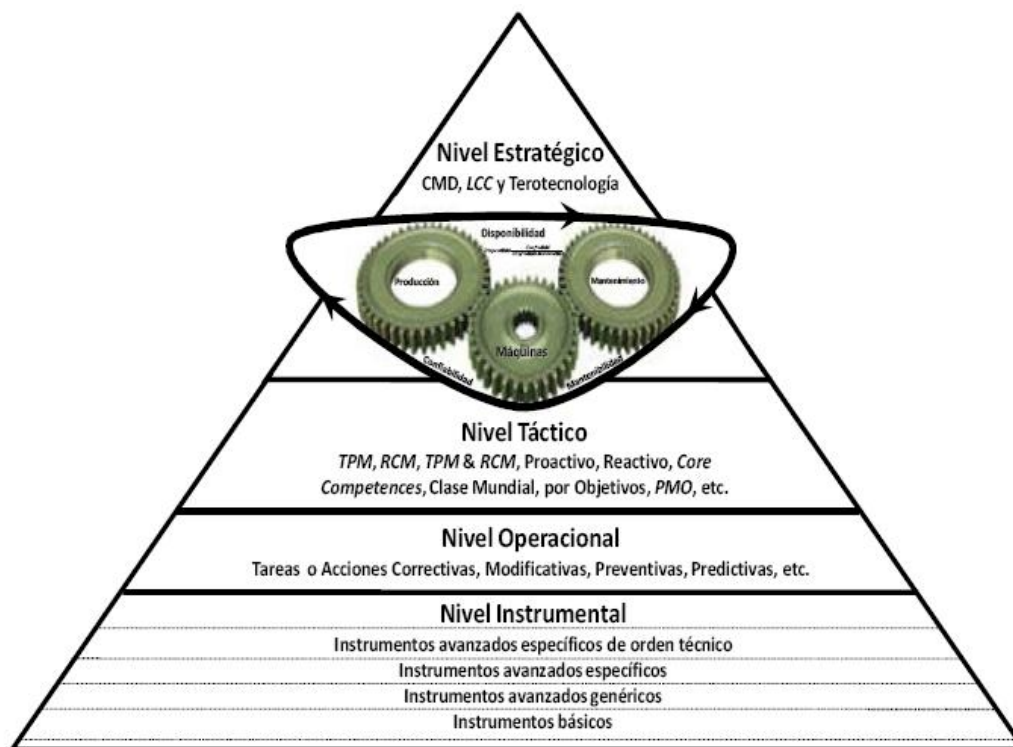 Nivel Estratégico
CMD, LCC y Terotecnología
Disponibilidad
Producción
Mantenimiento
Máquinas
Confiabilidad
Mantenibilidad
Nivel Táctico
TPM, RCM, TPM & RCM, Proactivo, Reactivo, Core
Competences, Clase Mundial, por Objetivos, PMO, etc.
Nivel Operacional
Tareas o Acciones Correctivas, Modificativas, Preventivas, Predictivas, etc.
Nivel Instrumental
Instrumentos avanzados específicos de orden técnico
Instrumentos avanzados específicos
Instrumentos avanzados genéricos
Instrumentos básicos